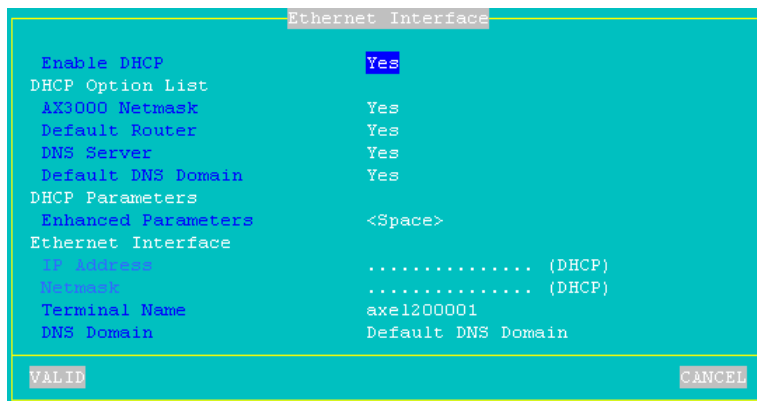 Ethernet Interface
Enable DHCP Yes
DHCP Option List
AX3000 Netmask Yes
Default Router Yes
DNS Server Yes
Default DNS Domain Yes
DHCP Parameters
Enhanced Parameters <Space>
Ethernet Interface
IP Address ............... (DHCP)
Netmask ............... (DHCP)
Terminal Name axel200001
DNS Domain Default DNS Domain
VALID CANCEL